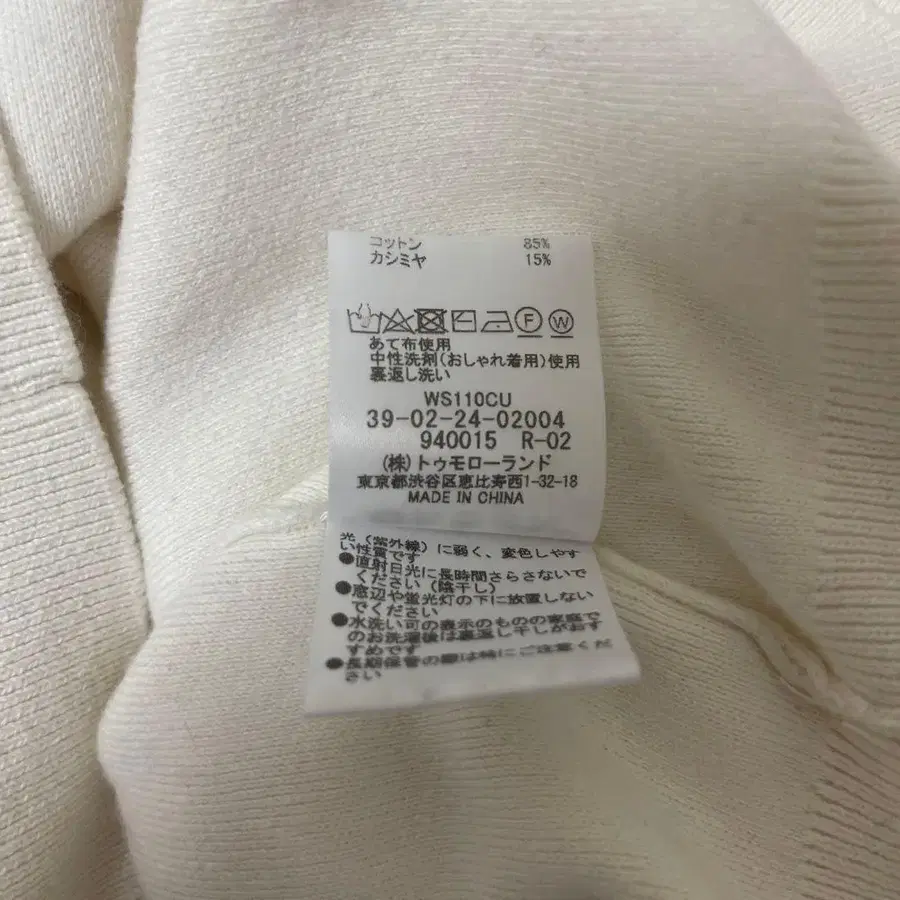 コットン 85%
カシミヤ 15%
F W
あて布使用
中性洗剤(おしゃれ着用)使用
裏返し洗い
WS110CU
39-02-24-02004
940015 R-02
(株)トゥモローランド
東京都渋谷区恵比寿西1-32-18
MADE IN CHINA
光(紫外線)に弱く、変色しやす
い性質です
●直射日光に長時間さらさないで
ください(陰干し)
●窓辺や蛍光灯の下に放置しない
でください
●水洗い可の表示のものの家庭で
のお洗濯後は裏返し干しがおす
すめです
●長期保管の際は特にご注意くだ
さい